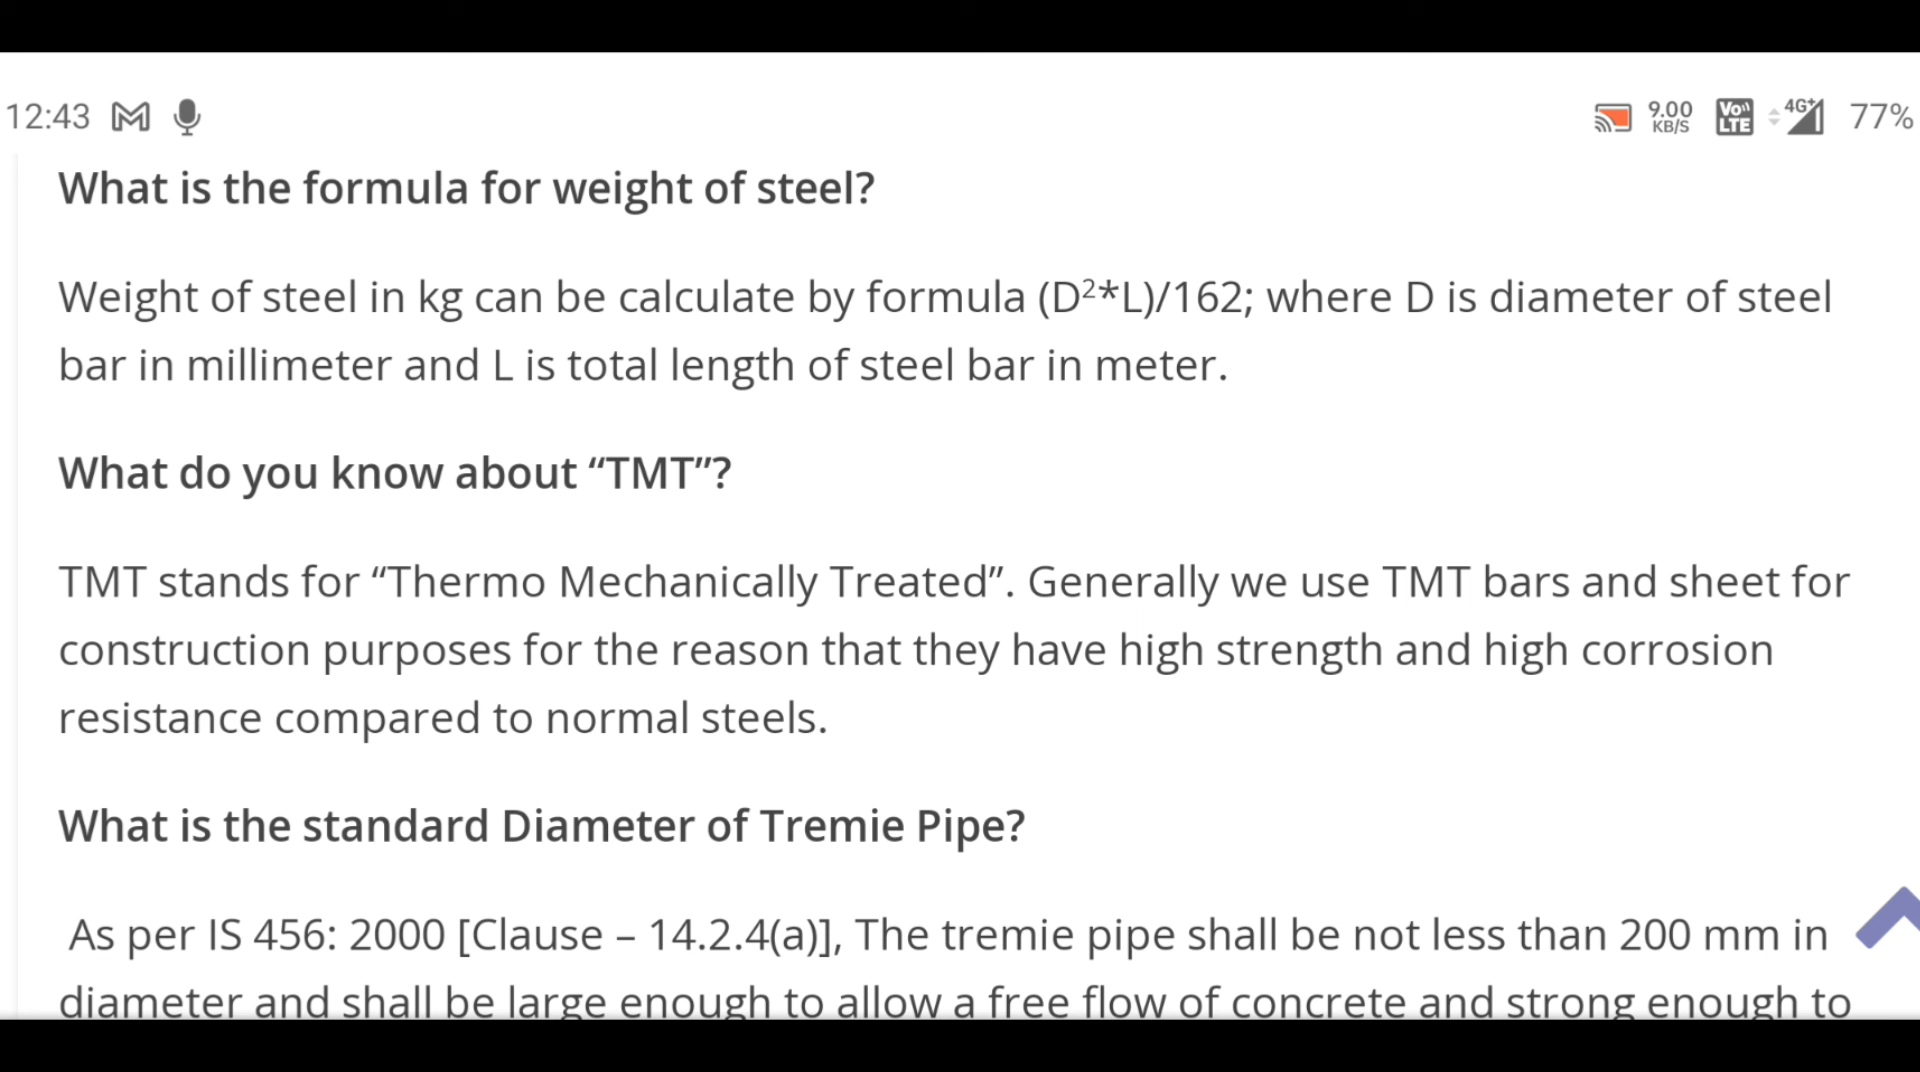 12:43 9.00 KB/S Vo LTE 4G+ 77%
What is the formula for weight of steel?
Weight of steel in kg can be calculate by formula (D²*L)/162; where D is diameter of steel
bar in millimeter and L is total length of steel bar in meter.
What do you know about “TMT”?
TMT stands for “Thermo Mechanically Treated”. Generally we use TMT bars and sheet for
construction purposes for the reason that they have high strength and high corrosion
resistance compared to normal steels.
What is the standard Diameter of Tremie Pipe?
As per IS 456: 2000 [Clause – 14.2.4(a)], The tremie pipe shall be not less than 200 mm in
diameter and shall be large enough to allow a free flow of concrete and strong enough to